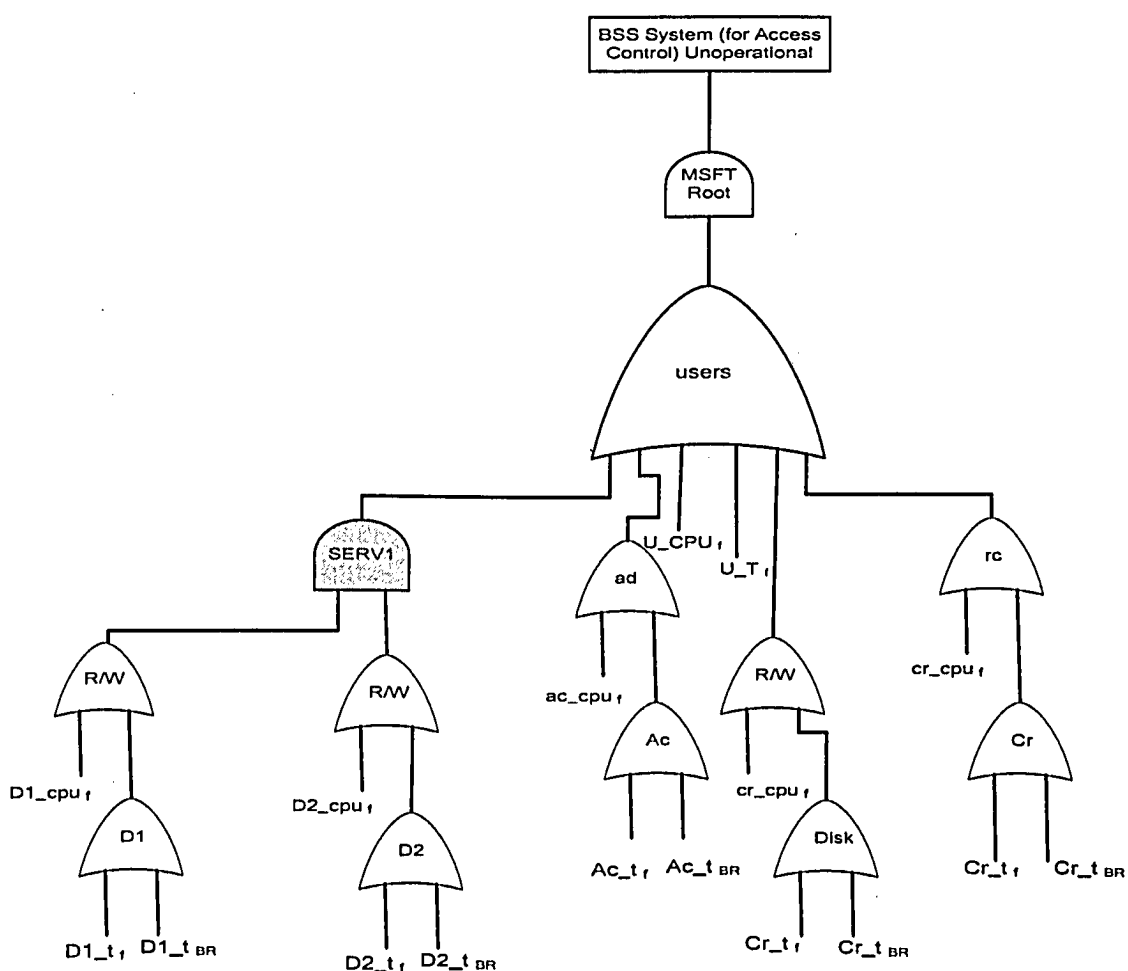 BSS System (for Access
Control) Unoperational
MSFT
Root
users
SERV1
U_CPU f
U_T f
ad
rc
R/W
R/W
R/W
ac_cpu f
cr_cpu f
Ac
Cr
D1_cpu f
D2_cpu f
cr_cpu f
D1
D2
Disk
Ac_t f
Ac_t BR
Cr_t f
Cr_t BR
D1_t f
D1_t BR
D2_t f
D2_t BR
Cr_t f
Cr_t BR